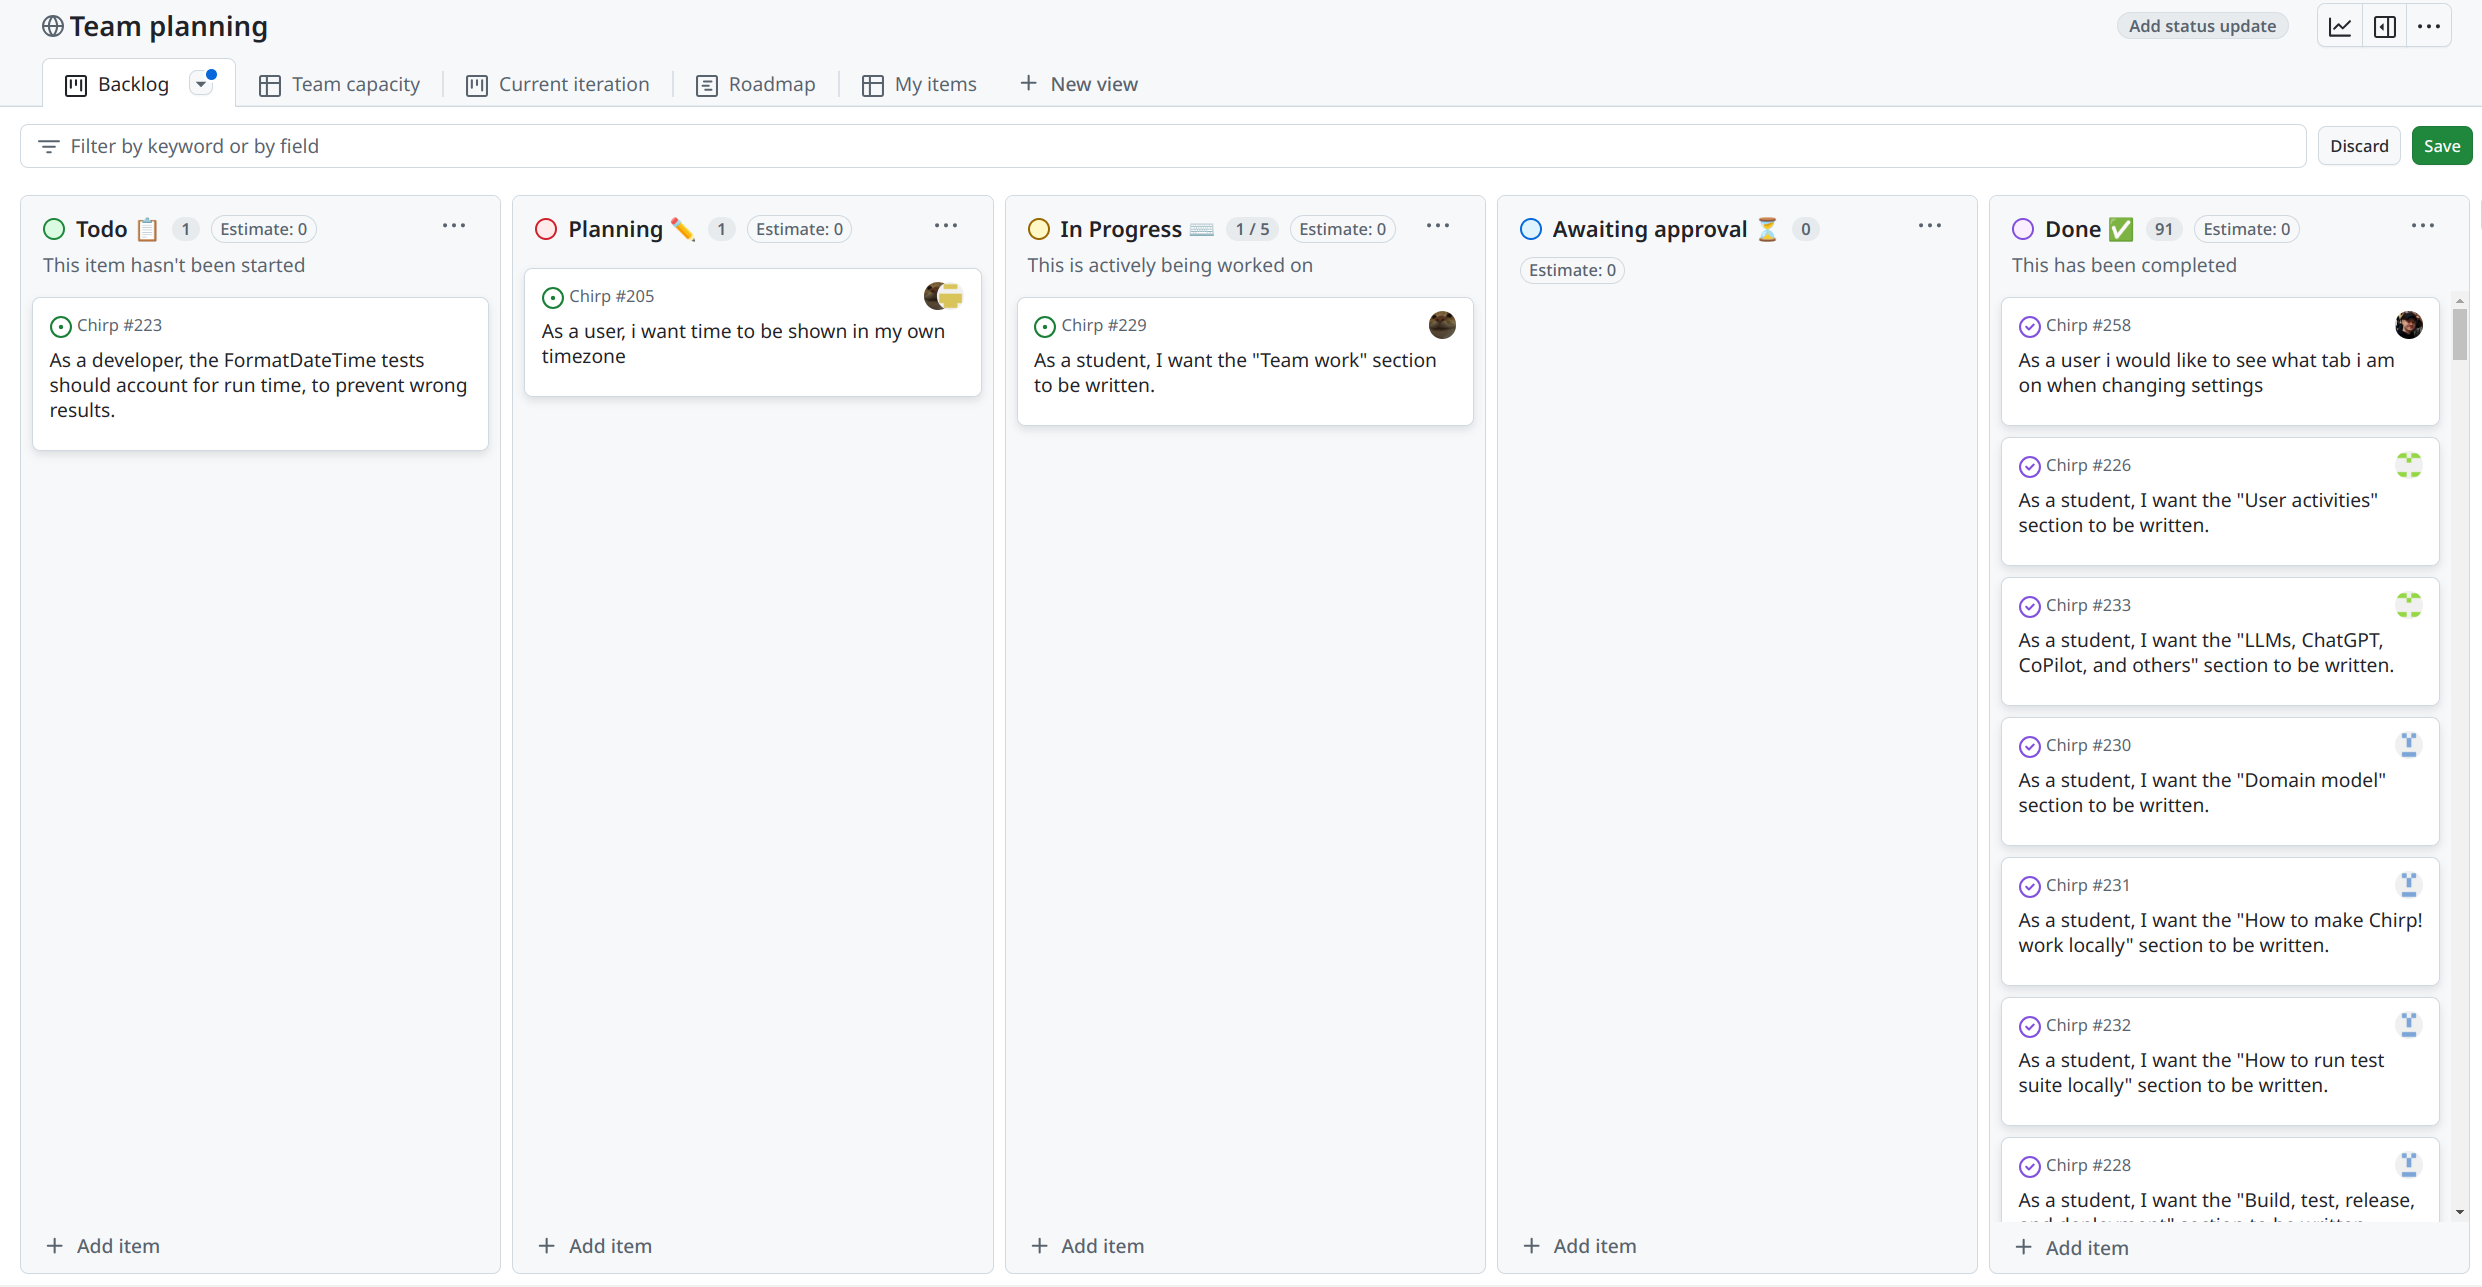 Team planning
Add status update
Backlog
Team capacity
Current iteration
Roadmap
My items
New view
Filter by keyword or by field
Discard
Save
Todo 📋 1 Estimate: 0
This item hasn't been started
Chirp #223
As a developer, the FormatDateTime tests
should account for run time, to prevent wrong
results.
Add item
Planning ✏️ 1 Estimate: 0
Chirp #205
As a user, i want time to be shown in my own
timezone
Add item
In Progress ⌨️ 1 / 5 Estimate: 0
This is actively being worked on
Chirp #229
As a student, I want the "Team work" section
to be written.
Add item
Awaiting approval ⏳ 0
Estimate: 0
Add item
Done ✅ 91 Estimate: 0
This has been completed
Chirp #258
As a user i would like to see what tab i am
on when changing settings
Chirp #226
As a student, I want the "User activities"
section to be written.
Chirp #233
As a student, I want the "LLMs, ChatGPT,
CoPilot, and others" section to be written.
Chirp #230
As a student, I want the "Domain model"
section to be written.
Chirp #231
As a student, I want the "How to make Chirp!
work locally" section to be written.
Chirp #232
As a student, I want the "How to run test
suite locally" section to be written.
Chirp #228
As a student, I want the "Build, test, release,
and deployment" section to be written.
Add item